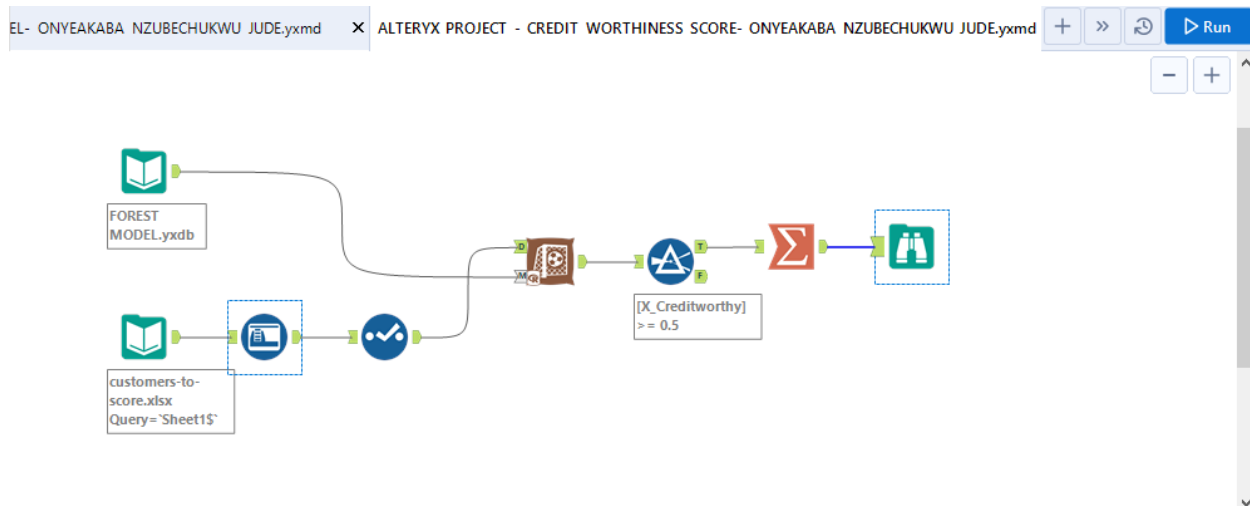 EL- ONYEAKABA NZUBECHUKWU JUDE.yxmd
ALTERYX PROJECT - CREDIT WORTHINESS SCORE- ONYEAKABA NZUBECHUKWU JUDE.yxmd
Run
FOREST
MODEL.yxdb
D
M
T
F
[X_Creditworthy]
>= 0.5
customers-to-
score.xlsx
Query=`Sheet1$`